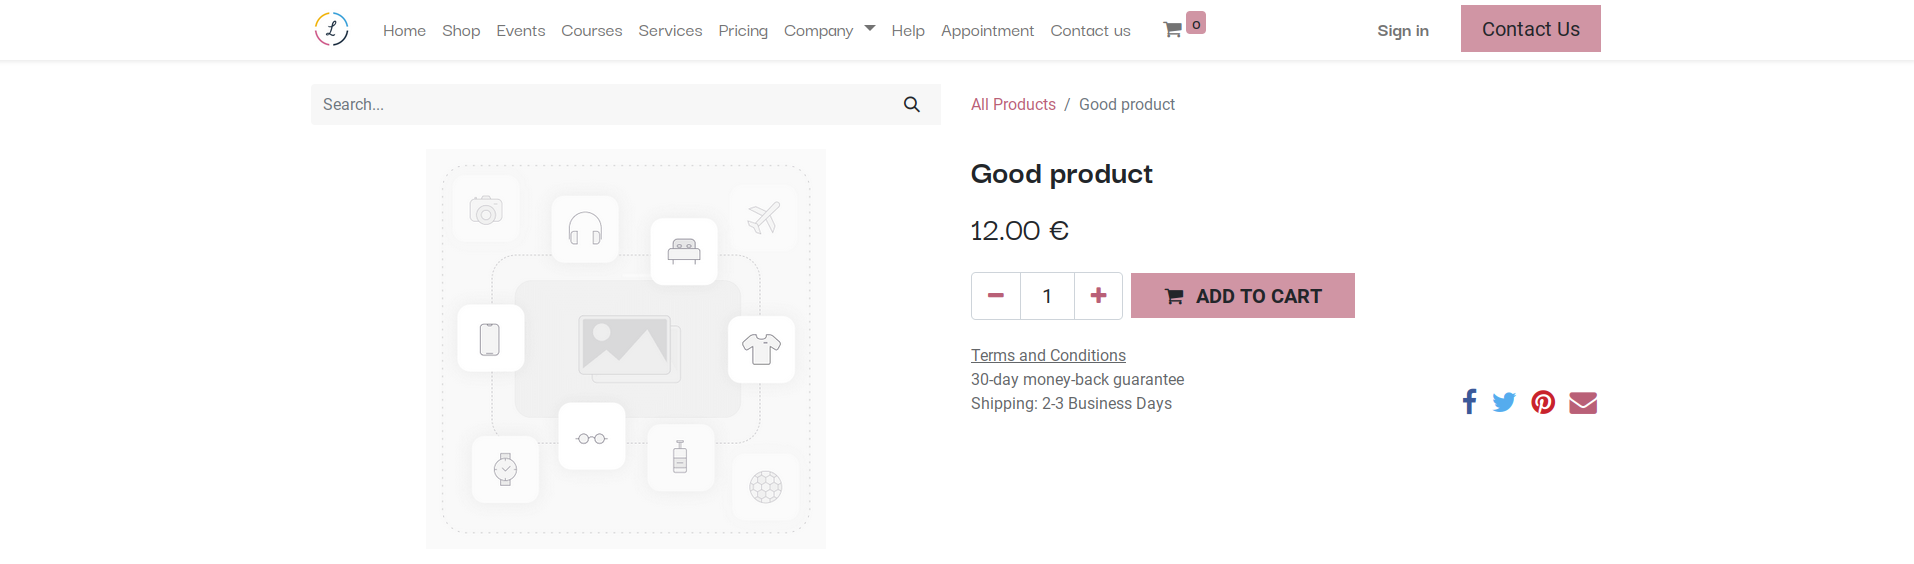 L
Home Shop Events Courses Services Pricing Company Help Appointment Contact us 0 Sign in Contact Us
Search...
All Products / Good product
Good product
12.00 €
1 ADD TO CART
Terms and Conditions
30-day money-back guarantee
Shipping: 2-3 Business Days